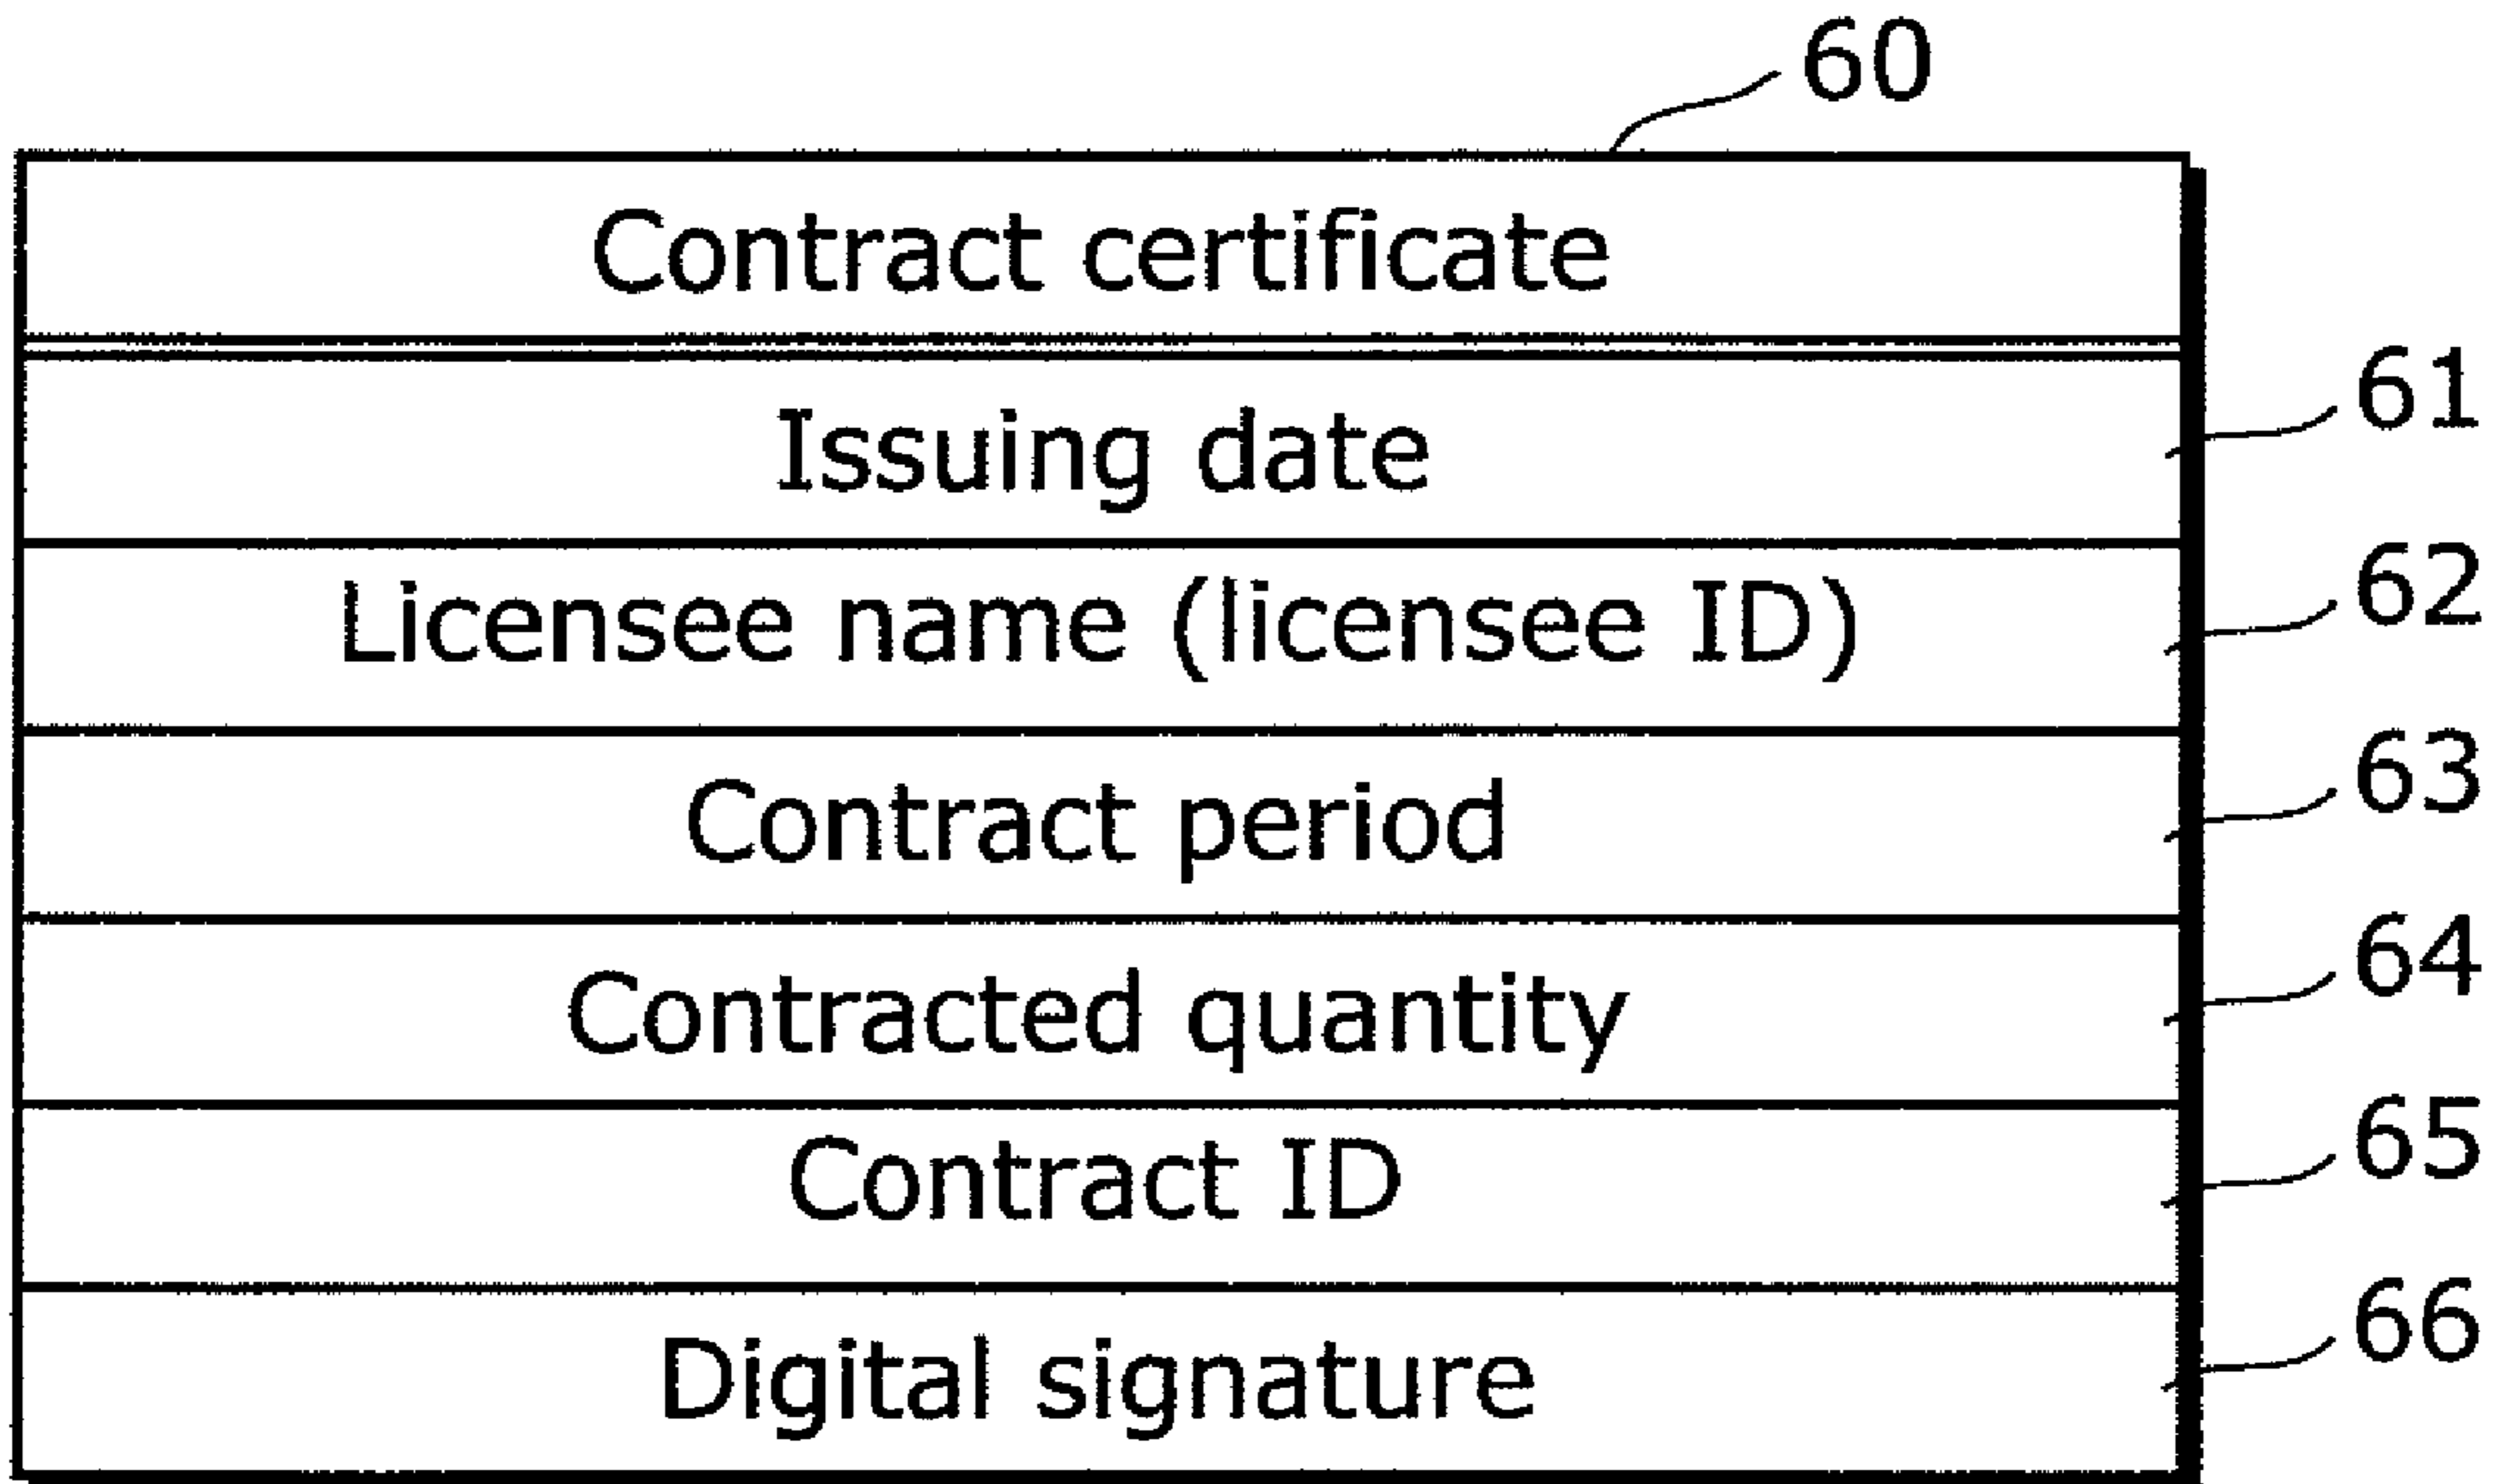 60
Contract certificate
Issuing date 61
Licensee name (licensee ID) 62
Contract period 63
Contracted quantity 64
Contract ID 65
Digital signature 66